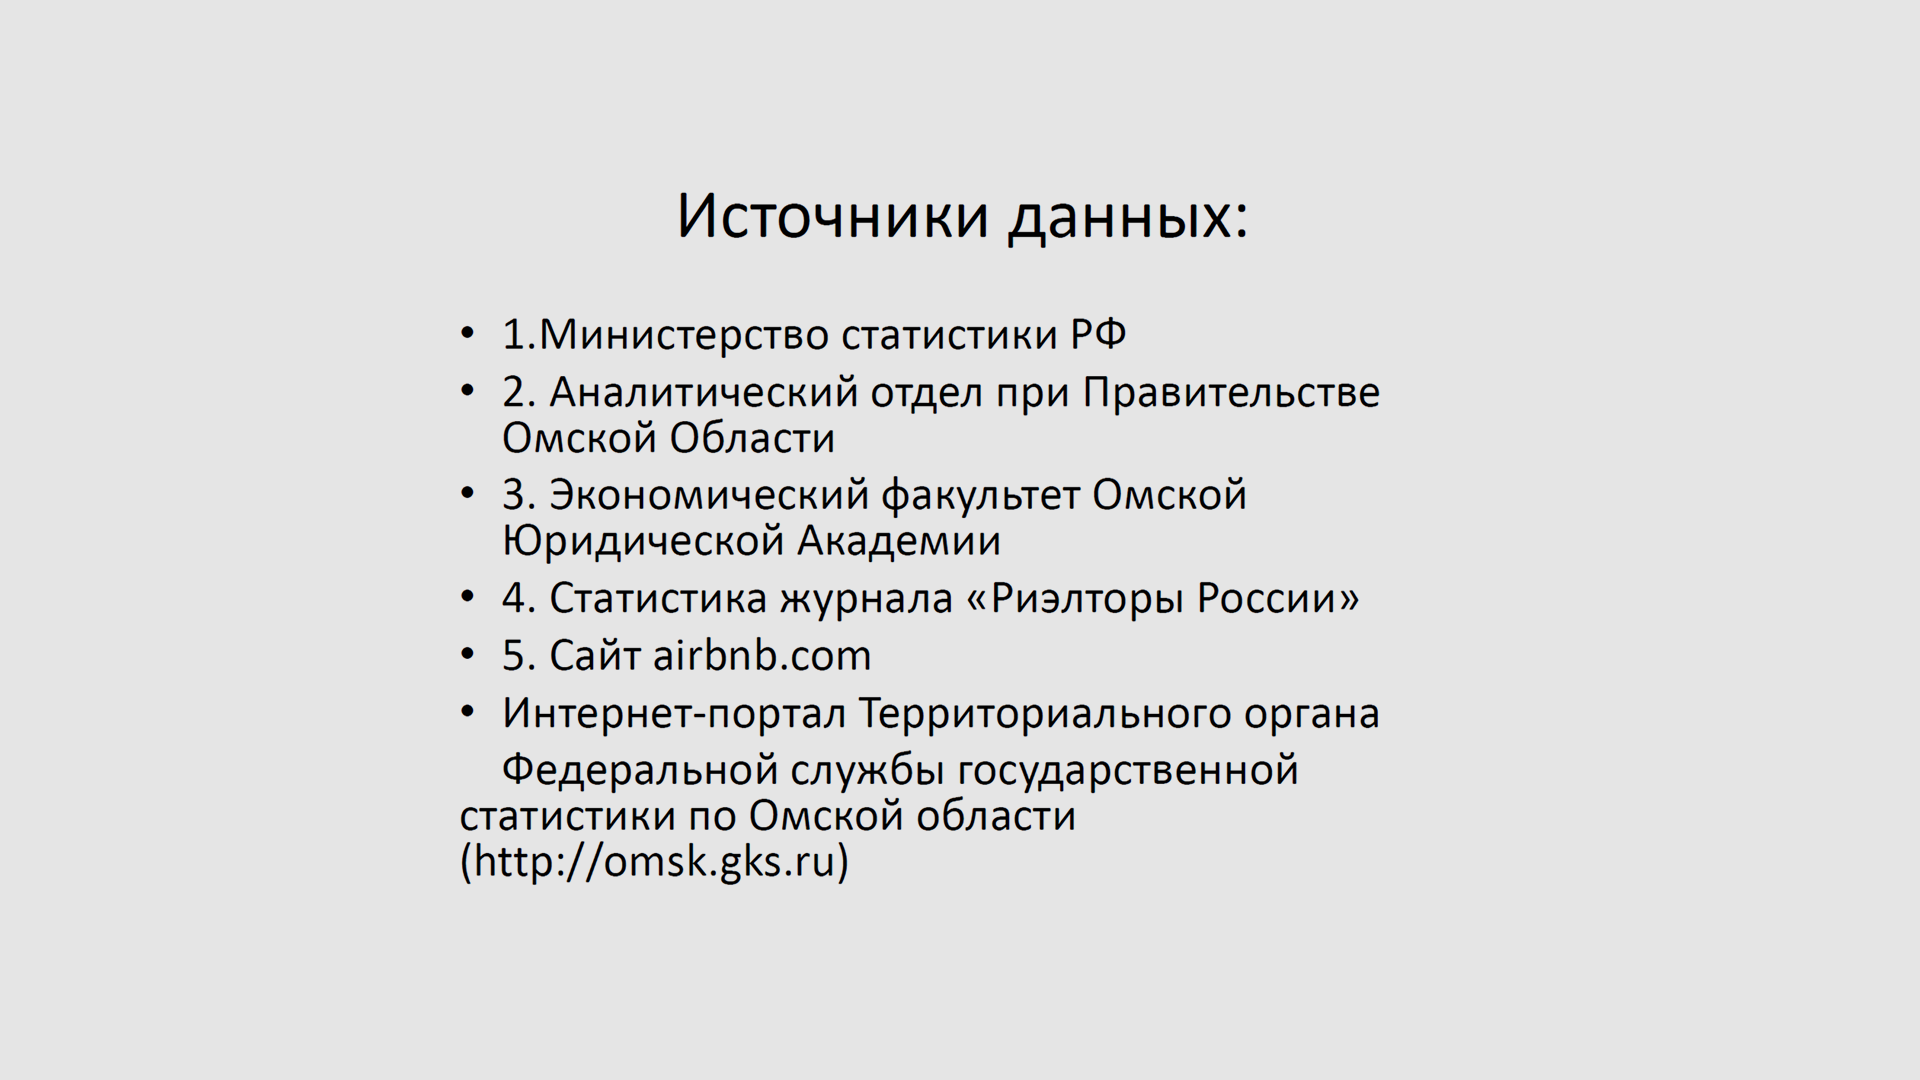 Источники данных:
• 1.Министерство статистики РФ
• 2. Аналитический отдел при Правительстве
Омской Области
• 3. Экономический факультет Омской
Юридической Академии
• 4. Статистика журнала «Риэлторы России»
• 5. Сайт airbnb.com
• Интернет-портал Территориального органа
Федеральной службы государственной
статистики по Омской области
(http://omsk.gks.ru)